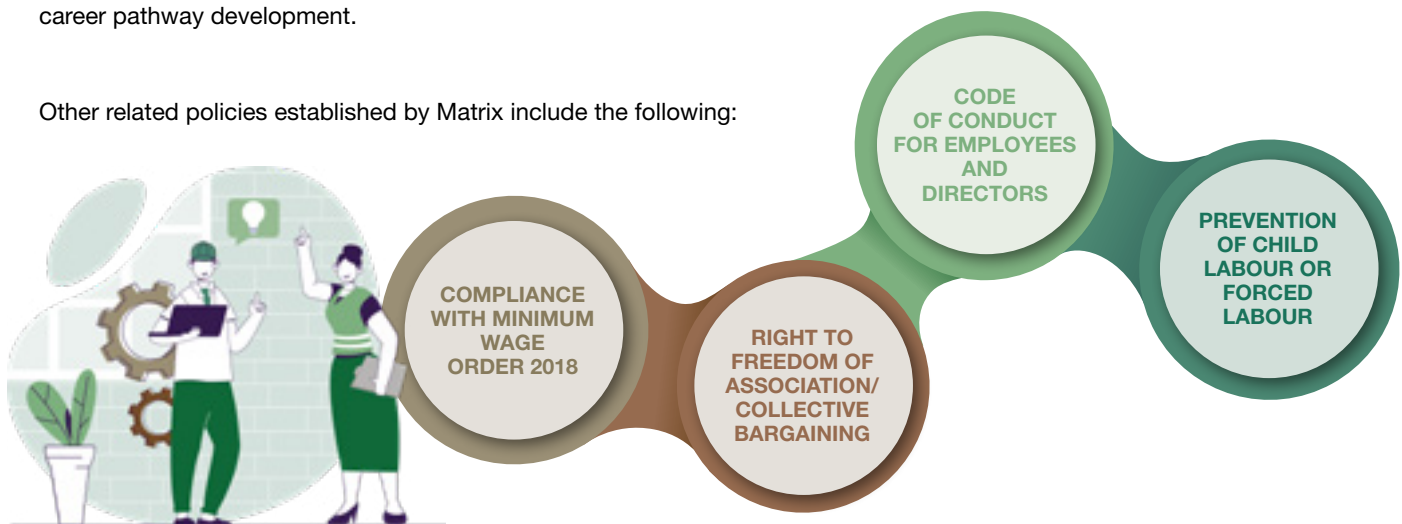 career pathway development.
Other related policies established by Matrix include the following:
COMPLIANCE
WITH MINIMUM
WAGE
ORDER 2018
RIGHT TO
FREEDOM OF
ASSOCIATION/
COLLECTIVE
BARGAINING
CODE
OF CONDUCT
FOR EMPLOYEES
AND
DIRECTORS
PREVENTION
OF CHILD
LABOUR OR
FORCED
LABOUR